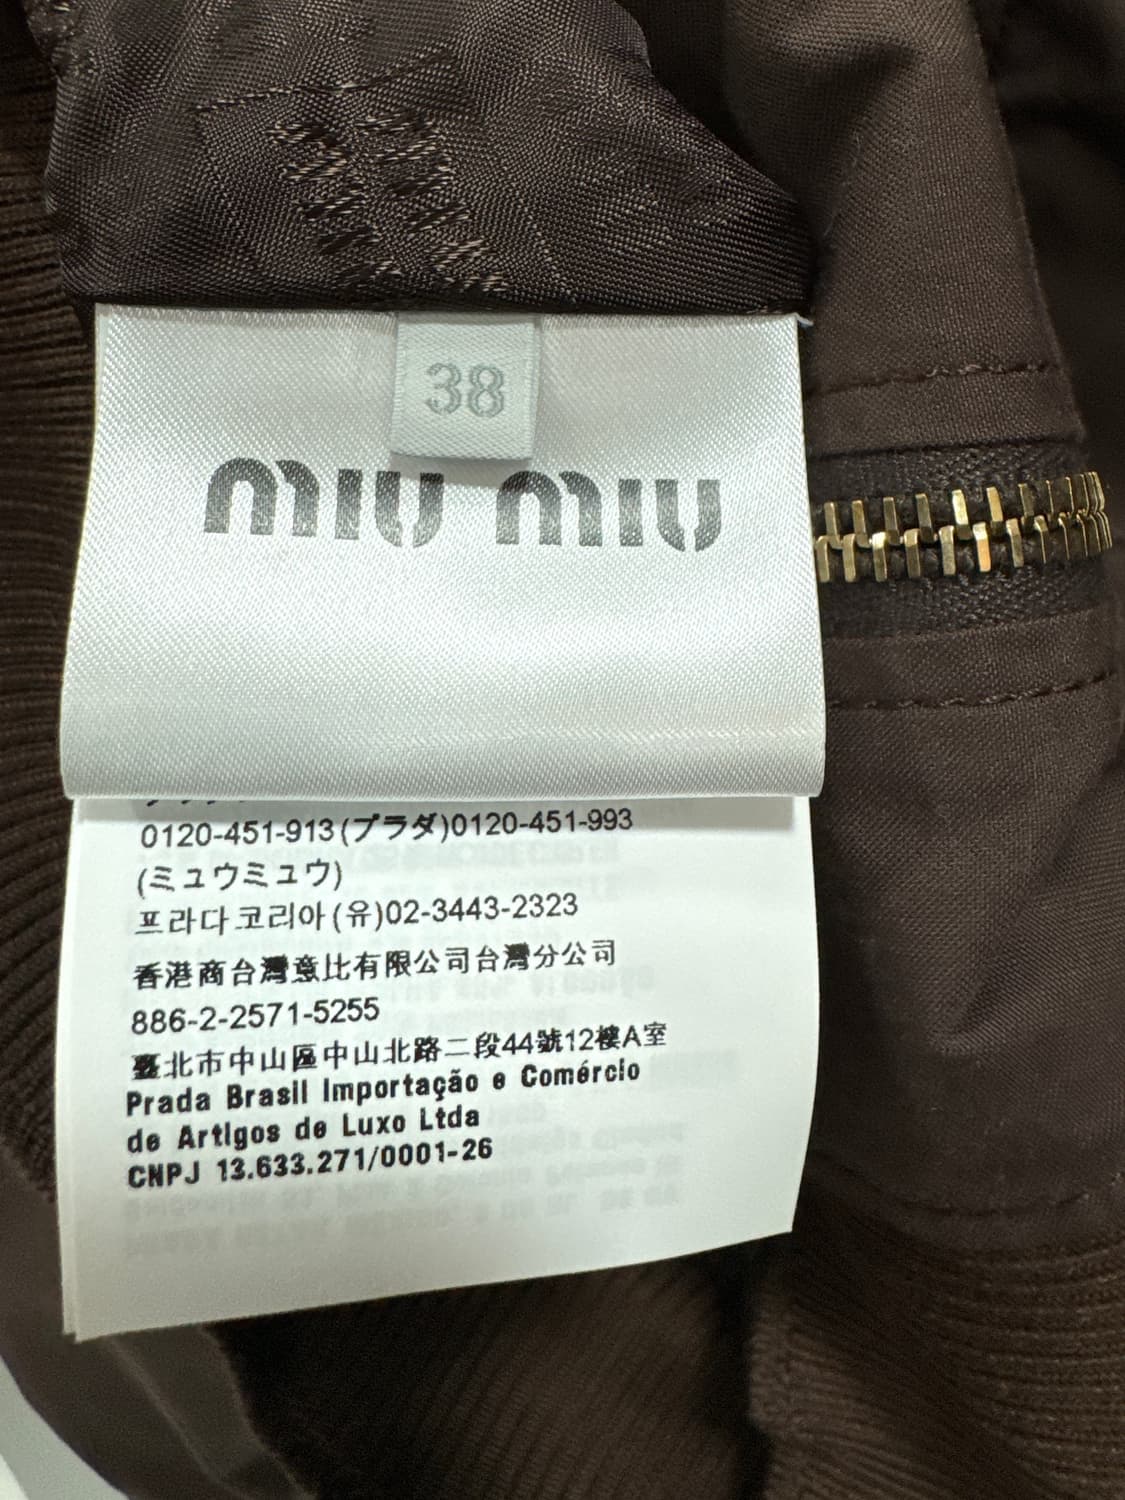 38
miu miu
0120-451-913(プラダ)0120-451-993
(ミュウミュウ)
프라다코리아(유)02-3443-2323
香港商台灣意比有限公司台灣分公司
886-2-2571-5255
臺北市中山區中山北路二段44號12樓A室
Prada Brasil Importação e Comércio
de Artigos de Luxo Ltda
CNPJ 13.633.271/0001-26